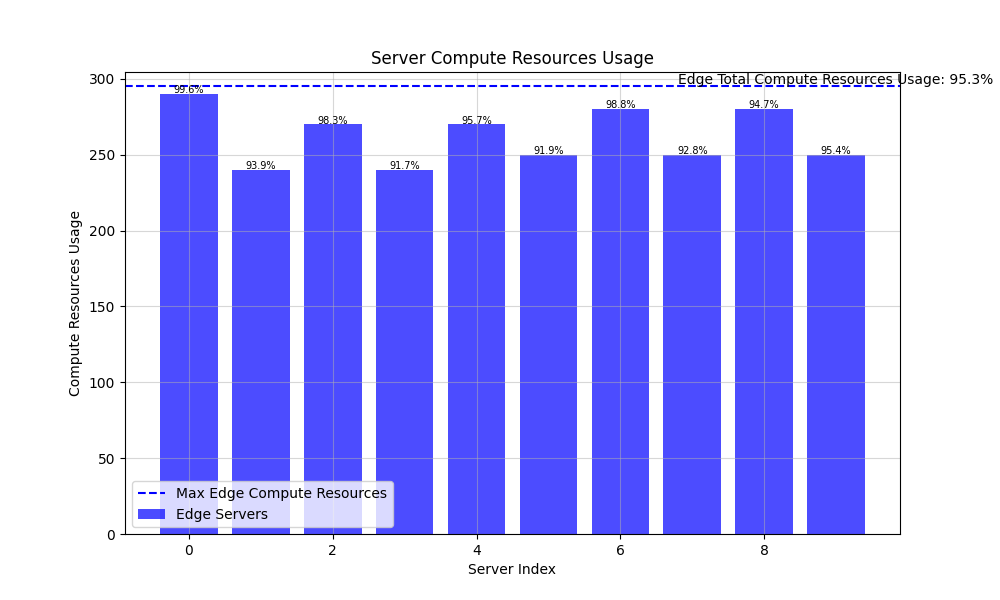 Server Compute Resources Usage
Edge Total Compute Resources Usage: 95.3%
300
250
200
150
100
50
0
Compute Resources Usage
99.6%
93.9%
98.3%
91.7%
95.7%
91.9%
98.8%
92.8%
94.7%
95.4%
Max Edge Compute Resources
Edge Servers
0 2 4 6 8
Server Index